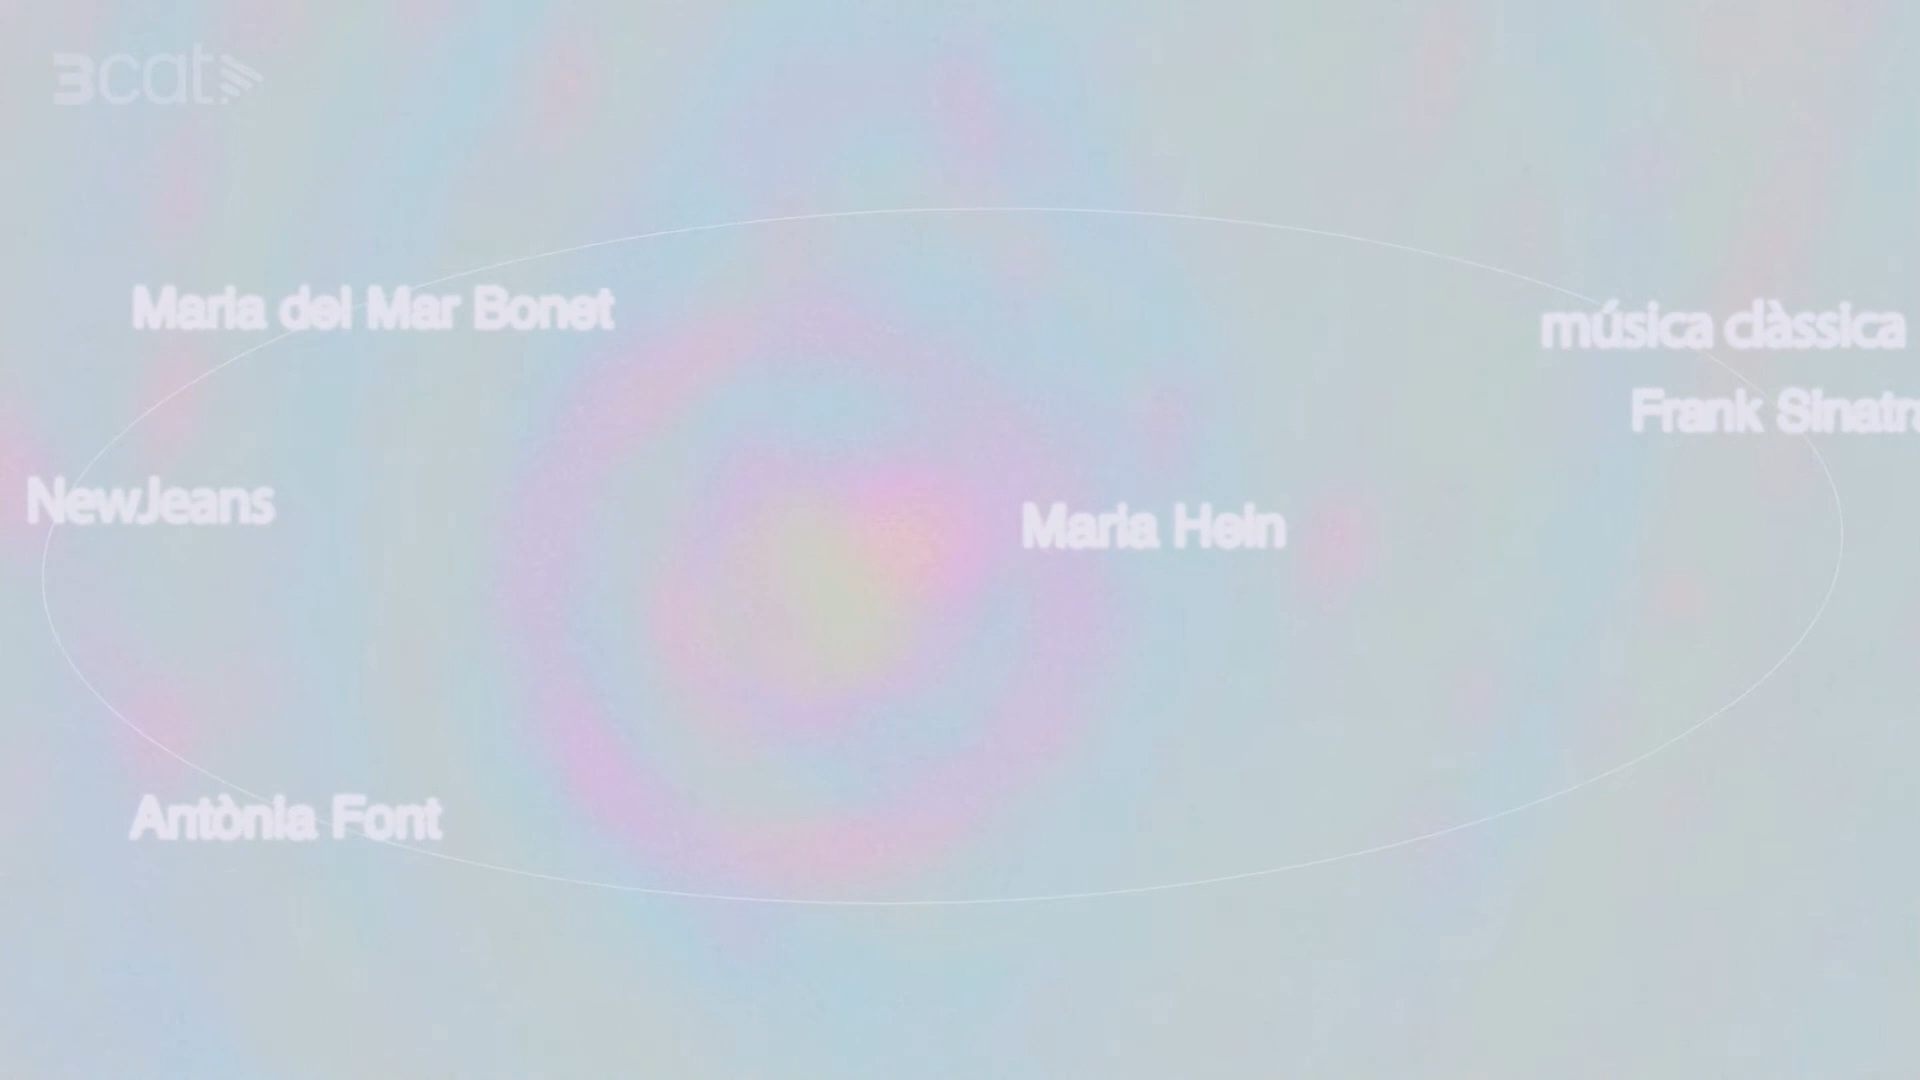 3cat
Maria del Mar Bonet
música clàssica
Frank Sinatra
NewJeans
Maria Hein
Antònia Font